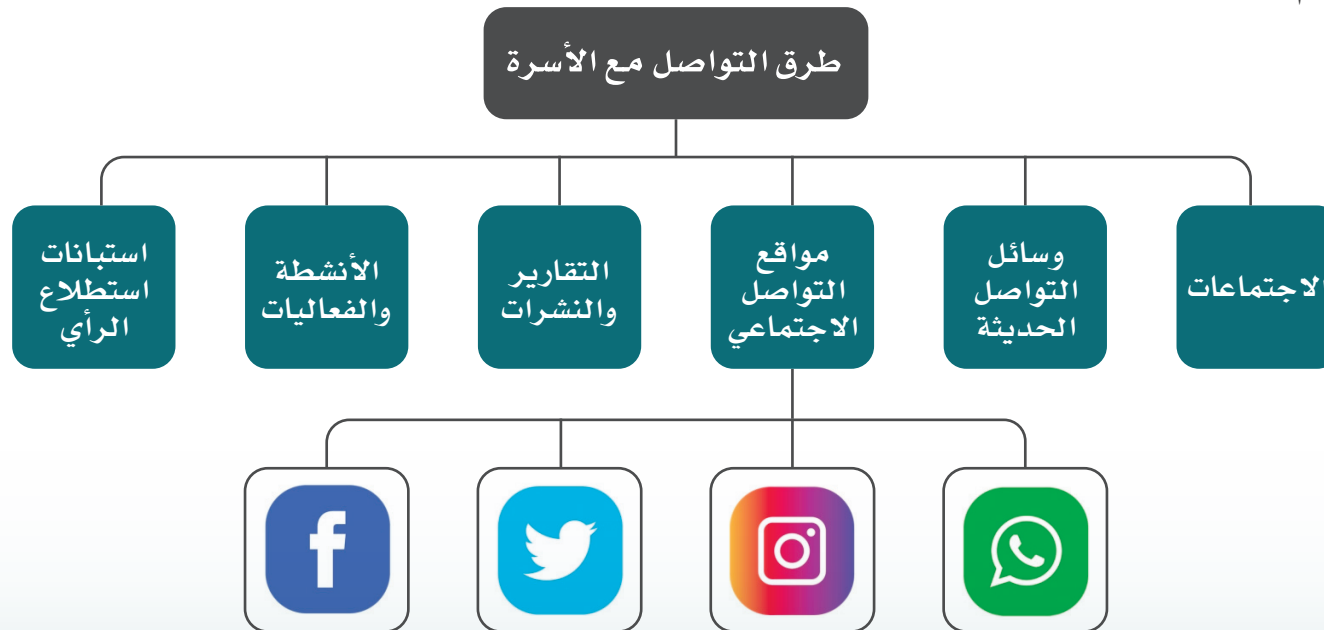 طرق التواصل مع الأسرة
الاجتماعات
وسائل
التواصل
الحديثة
مواقع
التواصل
الاجتماعي
التقارير
والنشرات
الأنشطة
والفعاليات
استبانات
استطلاع
الرأي